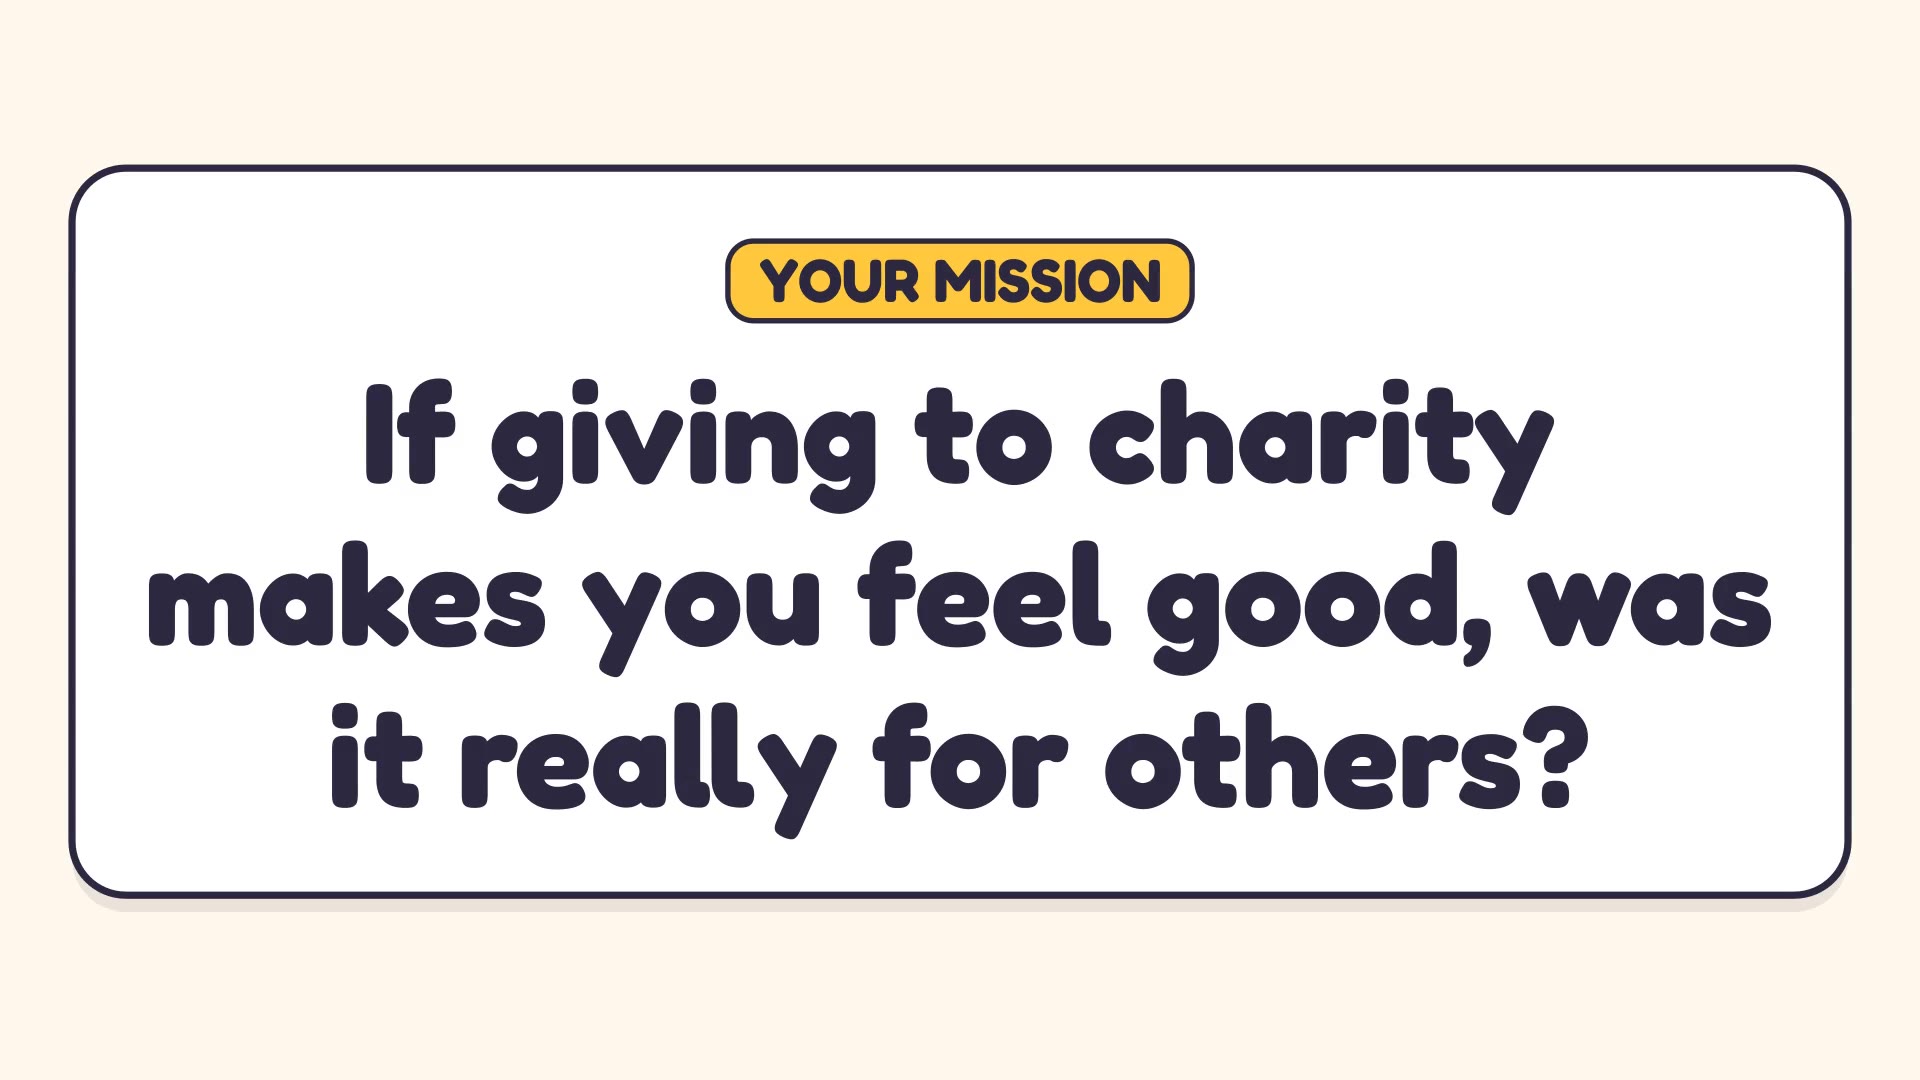 YOUR MISSION
If giving to charity
makes you feel good, was
it really for others?